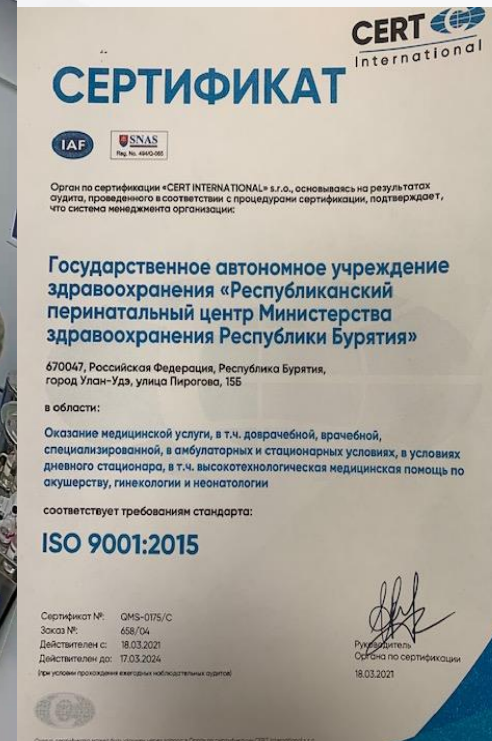 CERT
International
СЕРТИФИКАТ
IAF
SNAS
Reg. No. 494/Q-065
Орган по сертификации «CERT INTERNATIONAL» s.r.o., основываясь на результатах
аудита, проведенного в соответствии с процедурами сертификации, подтверждает,
что система менеджмента организации:
Государственное автономное учреждение
здравоохранения «Республиканский
перинатальный центр Министерства
здравоохранения Республики Бурятия»
670047, Российская Федерация, Республика Бурятия,
город Улан-Удэ, улица Пирогова, 15Б
в области:
Оказание медицинской услуги, в т.ч. доврачебной, врачебной,
специализированной, в амбулаторных и стационарных условиях, в условиях
дневного стационара, в т.ч. высокотехнологическая медицинская помощь по
акушерству, гинекологии и неонатологии
соответствует требованиям стандарта:
ISO 9001:2015
Сертификат №: QMS-0175/C
Заказ №: 658/04
Действителен с: 18.03.2021
Действителен до: 17.03.2024
(при условии прохождения ежегодных наблюдательных аудитов)
Руководитель
Органа по сертификации
18.03.2021